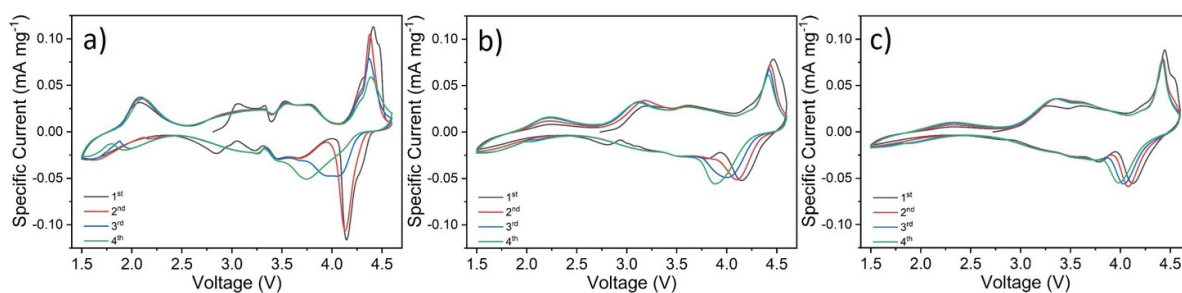 a)
Specific Current (mA mg⁻¹)
0.10
0.05
0.00
-0.05
-0.10
1st
2nd
3rd
4th
1.5 2.0 2.5 3.0 3.5 4.0 4.5
Voltage (V)
b)
Specific Current (mA mg⁻¹)
0.10
0.05
0.00
-0.05
-0.10
1st
2nd
3rd
4th
1.5 2.0 2.5 3.0 3.5 4.0 4.5
Voltage (V)
c)
Specific Current (mA mg⁻¹)
0.10
0.05
0.00
-0.05
-0.10
1st
2nd
3rd
4th
1.5 2.0 2.5 3.0 3.5 4.0 4.5
Voltage (V)